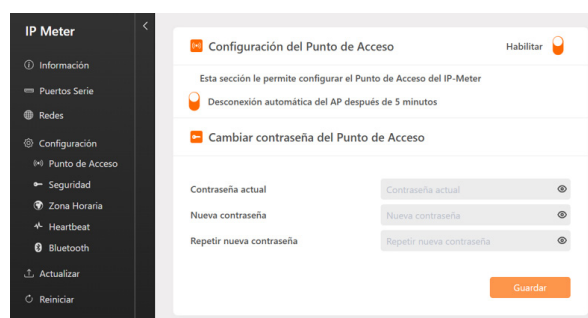 IP Meter
Información
Puertos Serie
Redes
Configuración
Punto de Acceso
Seguridad
Zona Horaria
Heartbeat
Bluetooth
Actualizar
Reiniciar
Configuración del Punto de Acceso
Habilitar
Esta sección le permite configurar el Punto de Acceso del IP-Meter
Desconexión automática del AP después de 5 minutos
Cambiar contraseña del Punto de Acceso
Contraseña actual Contraseña actual
Nueva contraseña Nueva contraseña
Repetir nueva contraseña Repetir nueva contraseña
Guardar